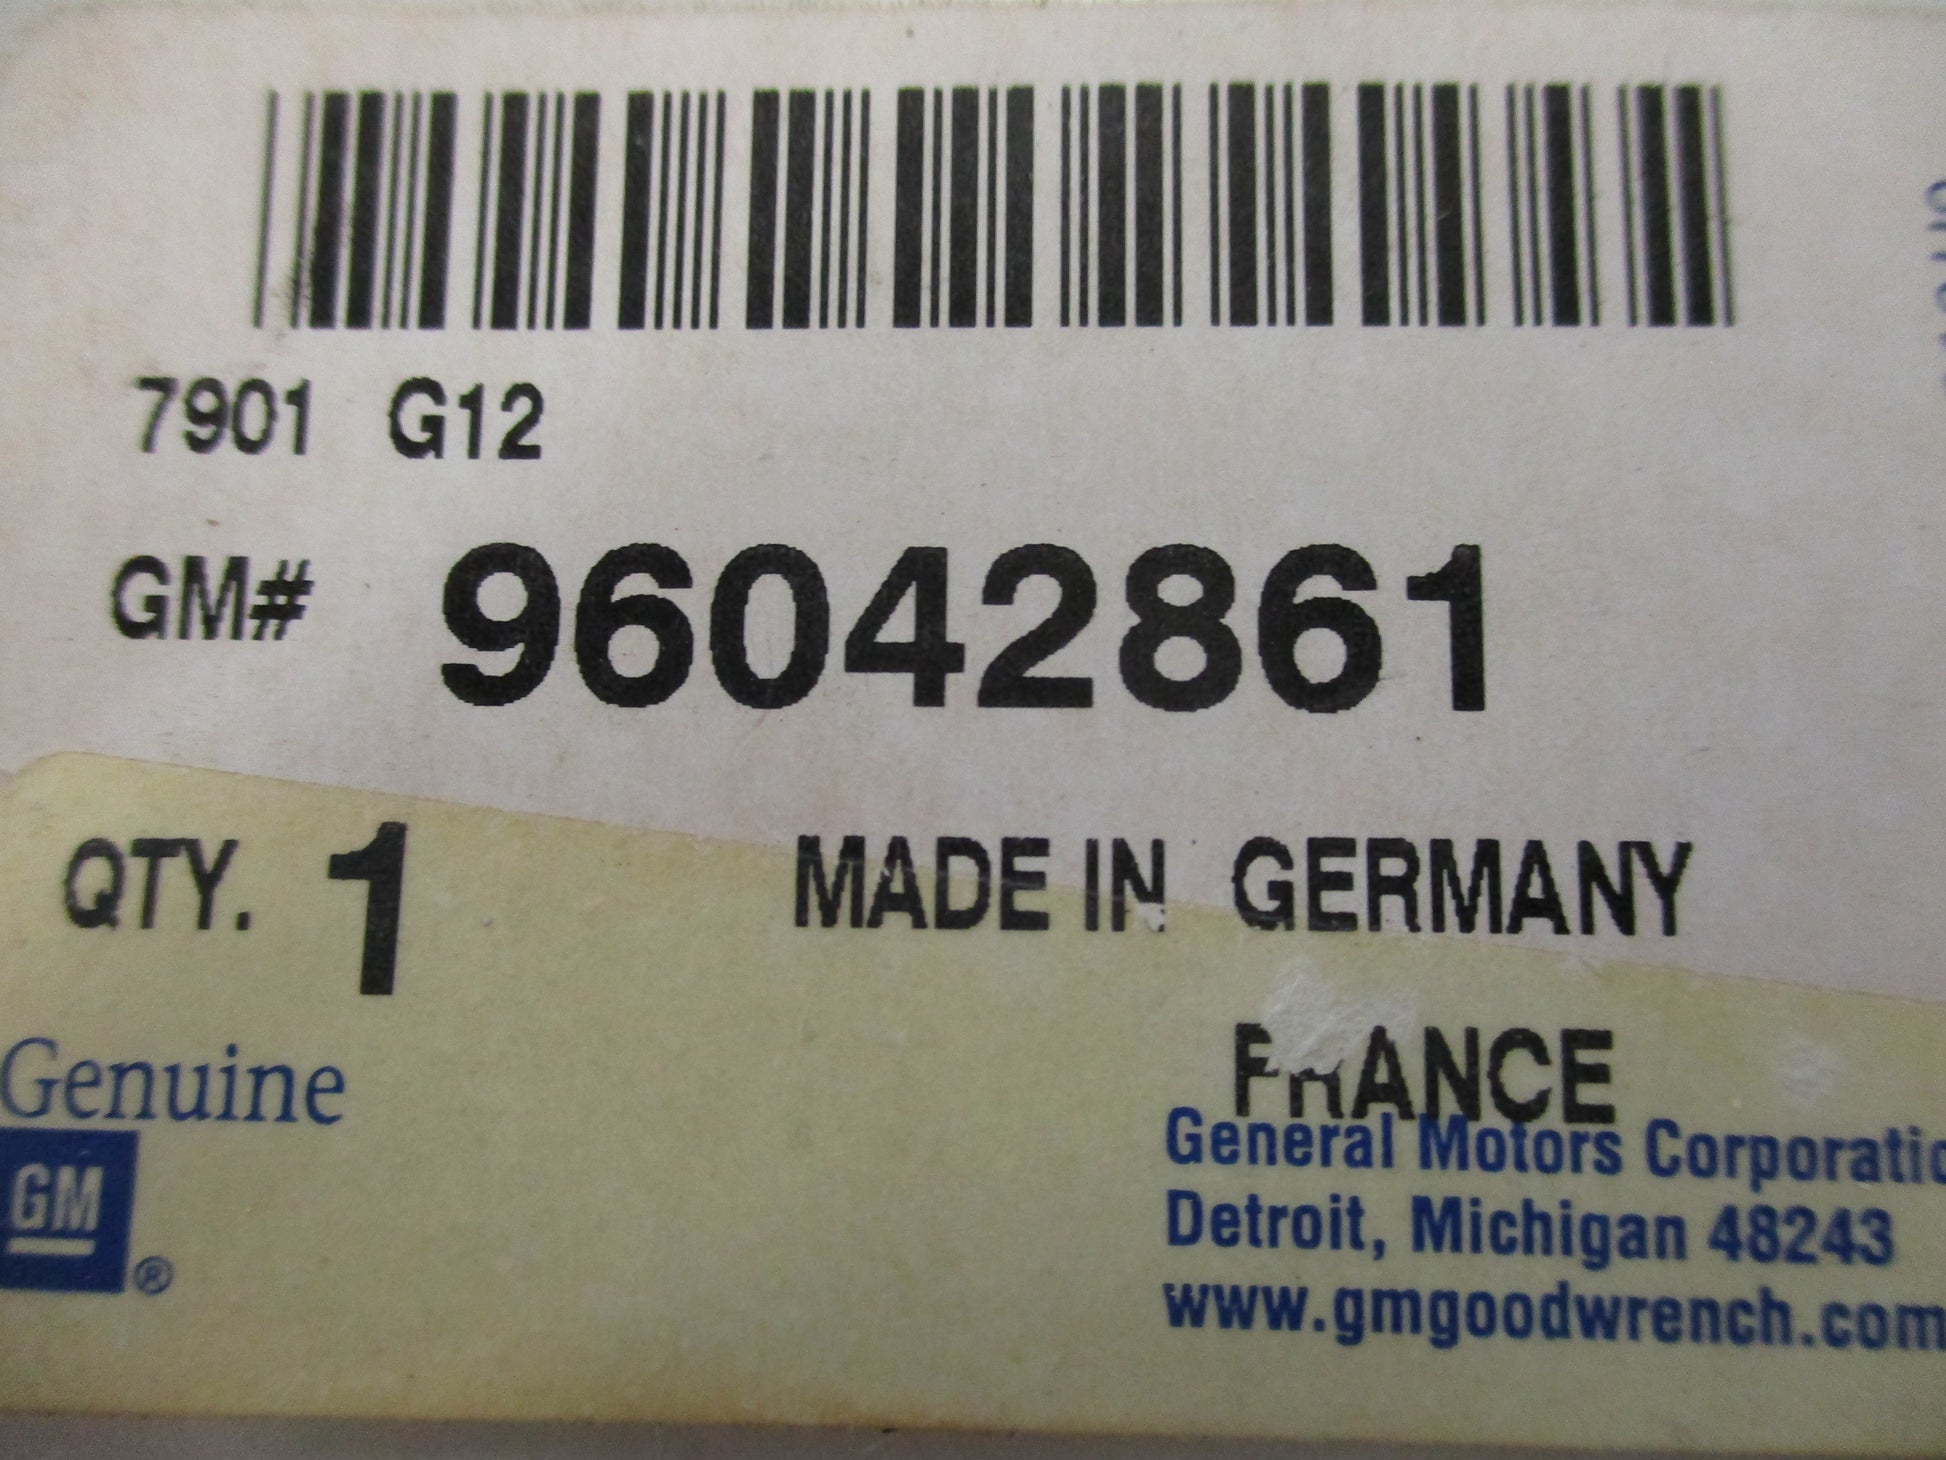 7901 G12
GM# 96042861
QTY. 1 MADE IN GERMANY
FRANCE
Genuine
GM ®
General Motors Corporatio
Detroit, Michigan 48243
www.gmgoodwrench.com